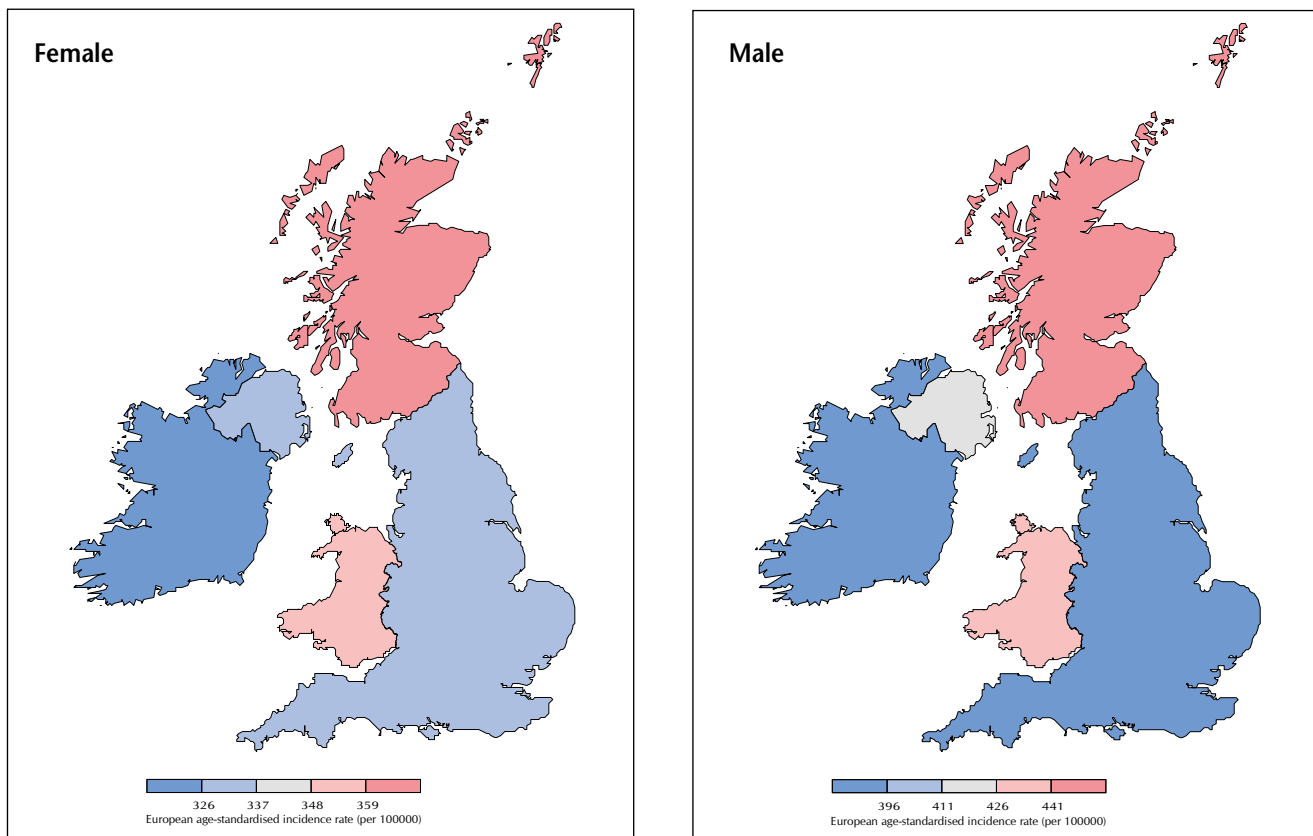 Female
326 337 348 359
European age-standardised incidence rate (per 100000)
Male
396 411 426 441
European age-standardised incidence rate (per 100000)